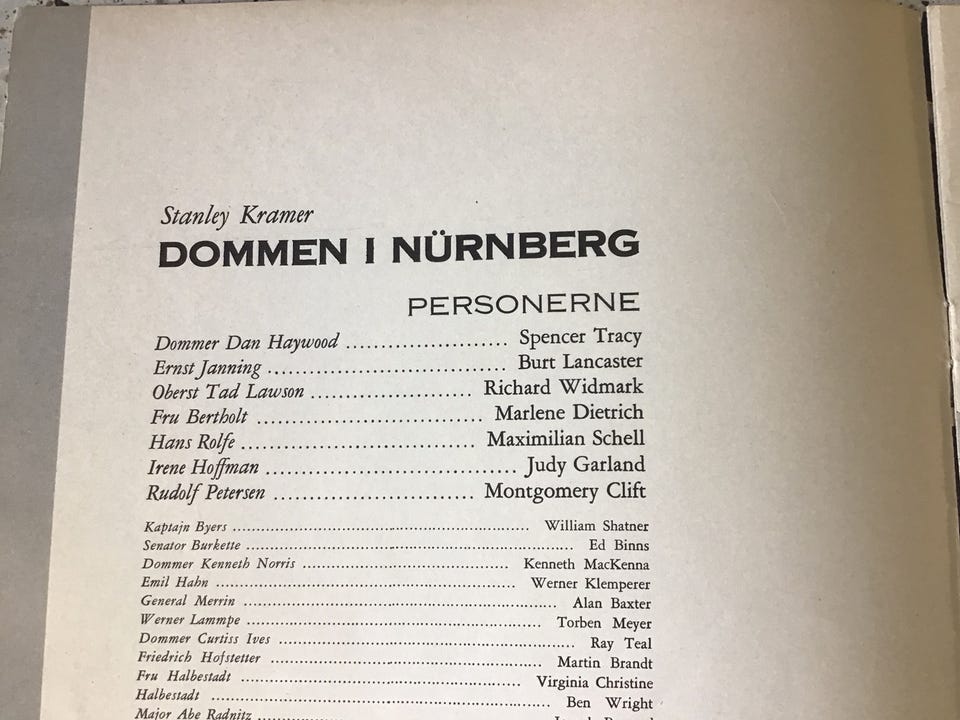 Stanley Kramer
DOMMEN I NÜRNBERG
PERSONERNE
Dommer Dan Haywood ....................... Spencer Tracy
Ernst Janning .................................... Burt Lancaster
Oberst Tad Lawson ........................ Richard Widmark
Fru Bertholt .................................. Marlene Dietrich
Hans Rolfe ................................... Maximilian Schell
Irene Hoffman ...................................... Judy Garland
Rudolf Petersen .............................. Montgomery Clift
Kaptajn Byers .......................................................... William Shatner
Senator Burkette ............................................................. Ed Binns
Dommer Kenneth Norris ........................................ Kenneth MacKenna
Emil Hahn ........................................................... Werner Klemperer
General Merrin ............................................................ Alan Baxter
Werner Lammpe ......................................................... Torben Meyer
Dommer Curtiss Ives .................................................... Ray Teal
Friedrich Hofstetter .................................................. Martin Brandt
Fru Halbestadt ..................................................... Virginia Christine
Halbestadt ................................................................ Ben Wright
Major Abe Radnitz